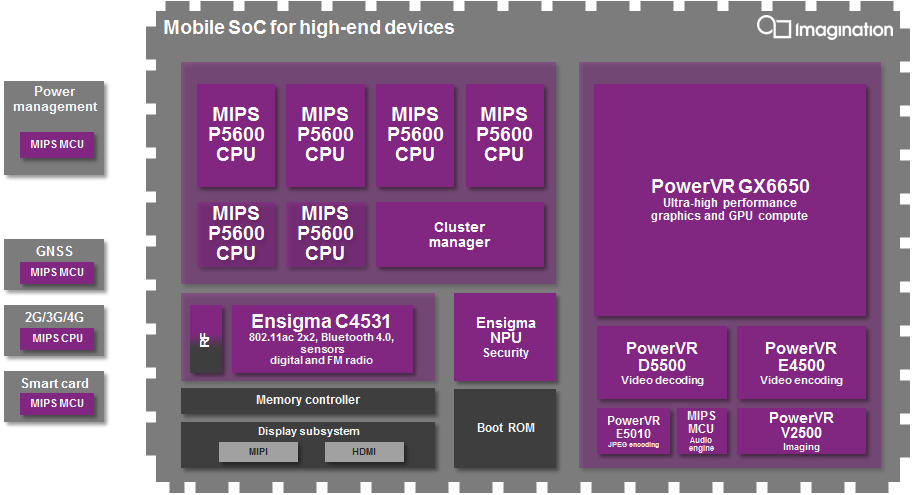 Mobile SoC for high-end devices
Imagination
Power
management
MIPS MCU
GNSS
MIPS MCU
2G/3G/4G
MIPS CPU
Smart card
MIPS MCU
MIPS
P5600
CPU
MIPS
P5600
CPU
MIPS
P5600
CPU
MIPS
P5600
CPU
MIPS
P5600
CPU
MIPS
P5600
CPU
Cluster
manager
RF
Ensigma C4531
802.11ac 2x2, Bluetooth 4.0,
sensors
digital and FM radio
Ensigma
NPU
Security
Memory controller
Display subsystem
MIPI
HDMI
Boot ROM
PowerVR GX6650
Ultra-high performance
graphics and GPU compute
PowerVR
D5500
Video decoding
PowerVR
E4500
Video encoding
PowerVR
E5010
JPEG encoding
MIPS
MCU
Audio
engine
PowerVR
V2500
Imaging